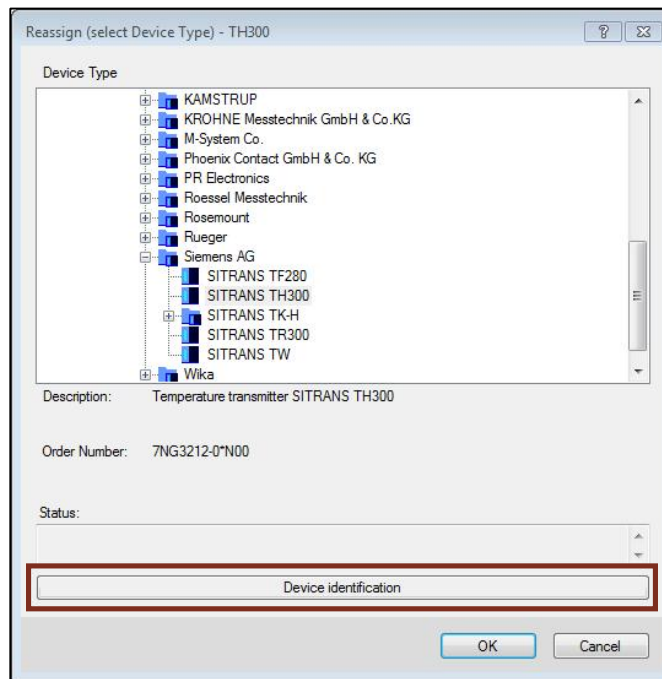 Reassign (select Device Type) - TH300
Device Type
KAMSTRUP
KROHNE Messtechnik GmbH & Co.KG
M-System Co.
Phoenix Contact GmbH & Co. KG
PR Electronics
Roessel Messtechnik
Rosemount
Rueger
Siemens AG
SITRANS TF280
SITRANS TH300
SITRANS TK-H
SITRANS TR300
SITRANS TW
Wika
Description: Temperature transmitter SITRANS TH300
Order Number: 7NG3212-0*N00
Status:
Device identification
OK Cancel